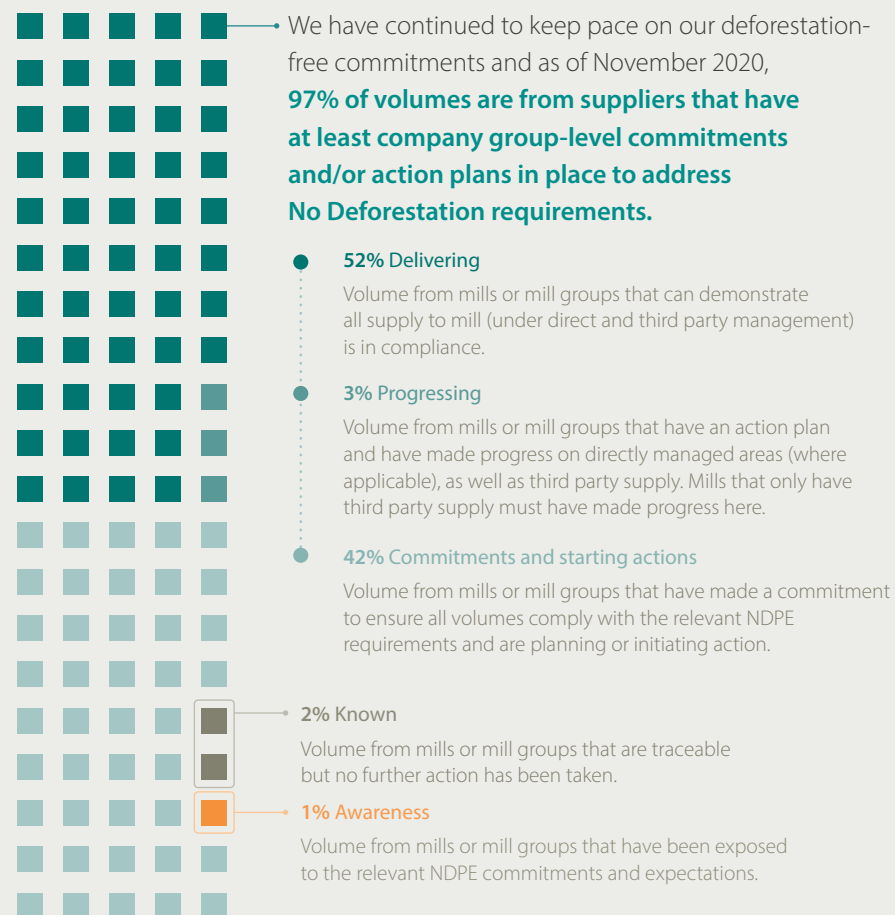 We have continued to keep pace on our deforestation-
free commitments and as of November 2020,
97% of volumes are from suppliers that have
at least company group-level commitments
and/or action plans in place to address
No Deforestation requirements.
52% Delivering
Volume from mills or mill groups that can demonstrate
all supply to mill (under direct and third party management)
is in compliance.
3% Progressing
Volume from mills or mill groups that have an action plan
and have made progress on directly managed areas (where
applicable), as well as third party supply. Mills that only have
third party supply must have made progress here.
42% Commitments and starting actions
Volume from mills or mill groups that have made a commitment
to ensure all volumes comply with the relevant NDPE
requirements and are planning or initiating action.
2% Known
Volume from mills or mill groups that are traceable
but no further action has been taken.
1% Awareness
Volume from mills or mill groups that have been exposed
to the relevant NDPE commitments and expectations.